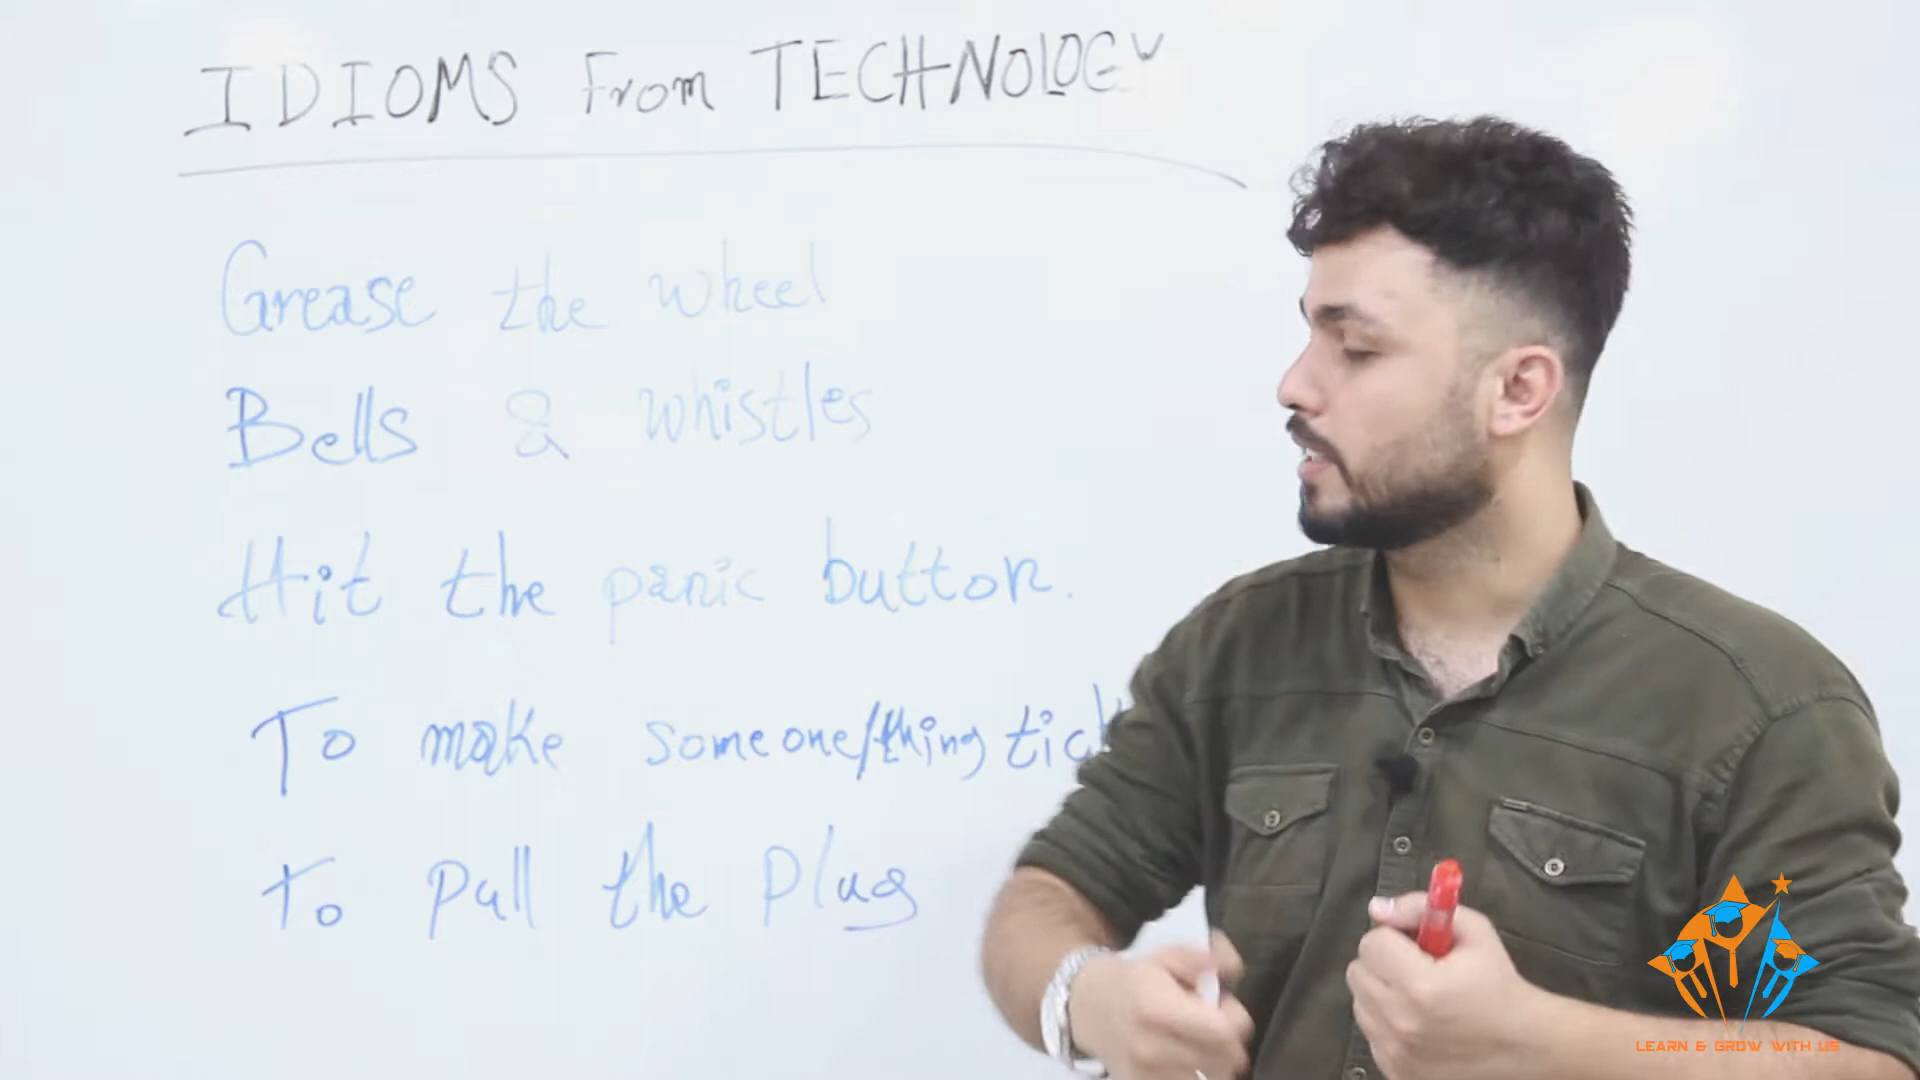 IDIOMS From TECHNOLOGY
Grease the wheel
Bells & whistles
Hit the panic button.
To make someone/thing tick
To pull the plug
LEARN & GROW WITH US